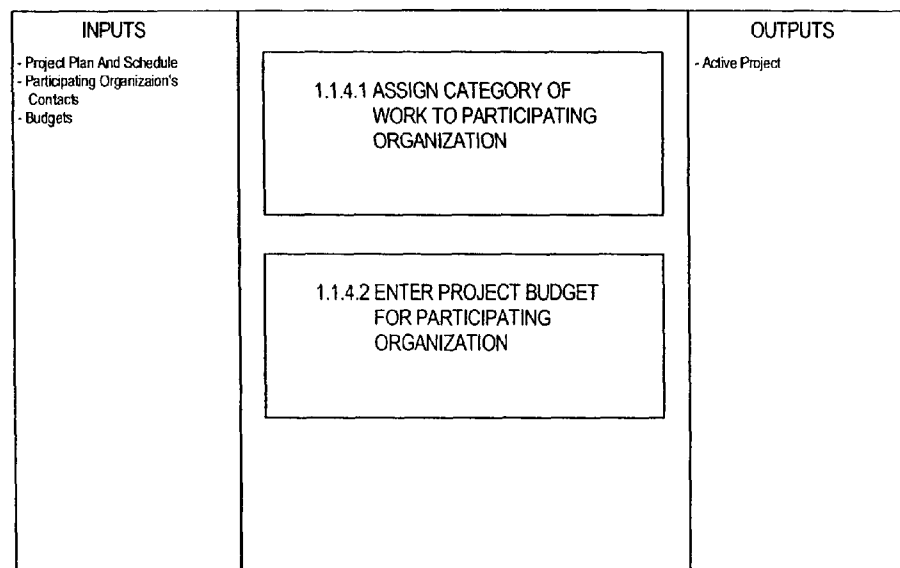 INPUTS
- Project Plan And Schedule
- Participating Organizaion's
Contacts
- Budgets
1.1.4.1 ASSIGN CATEGORY OF
WORK TO PARTICIPATING
ORGANIZATION
1.1.4.2 ENTER PROJECT BUDGET
FOR PARTICIPATING
ORGANIZATION
OUTPUTS
- Active Project